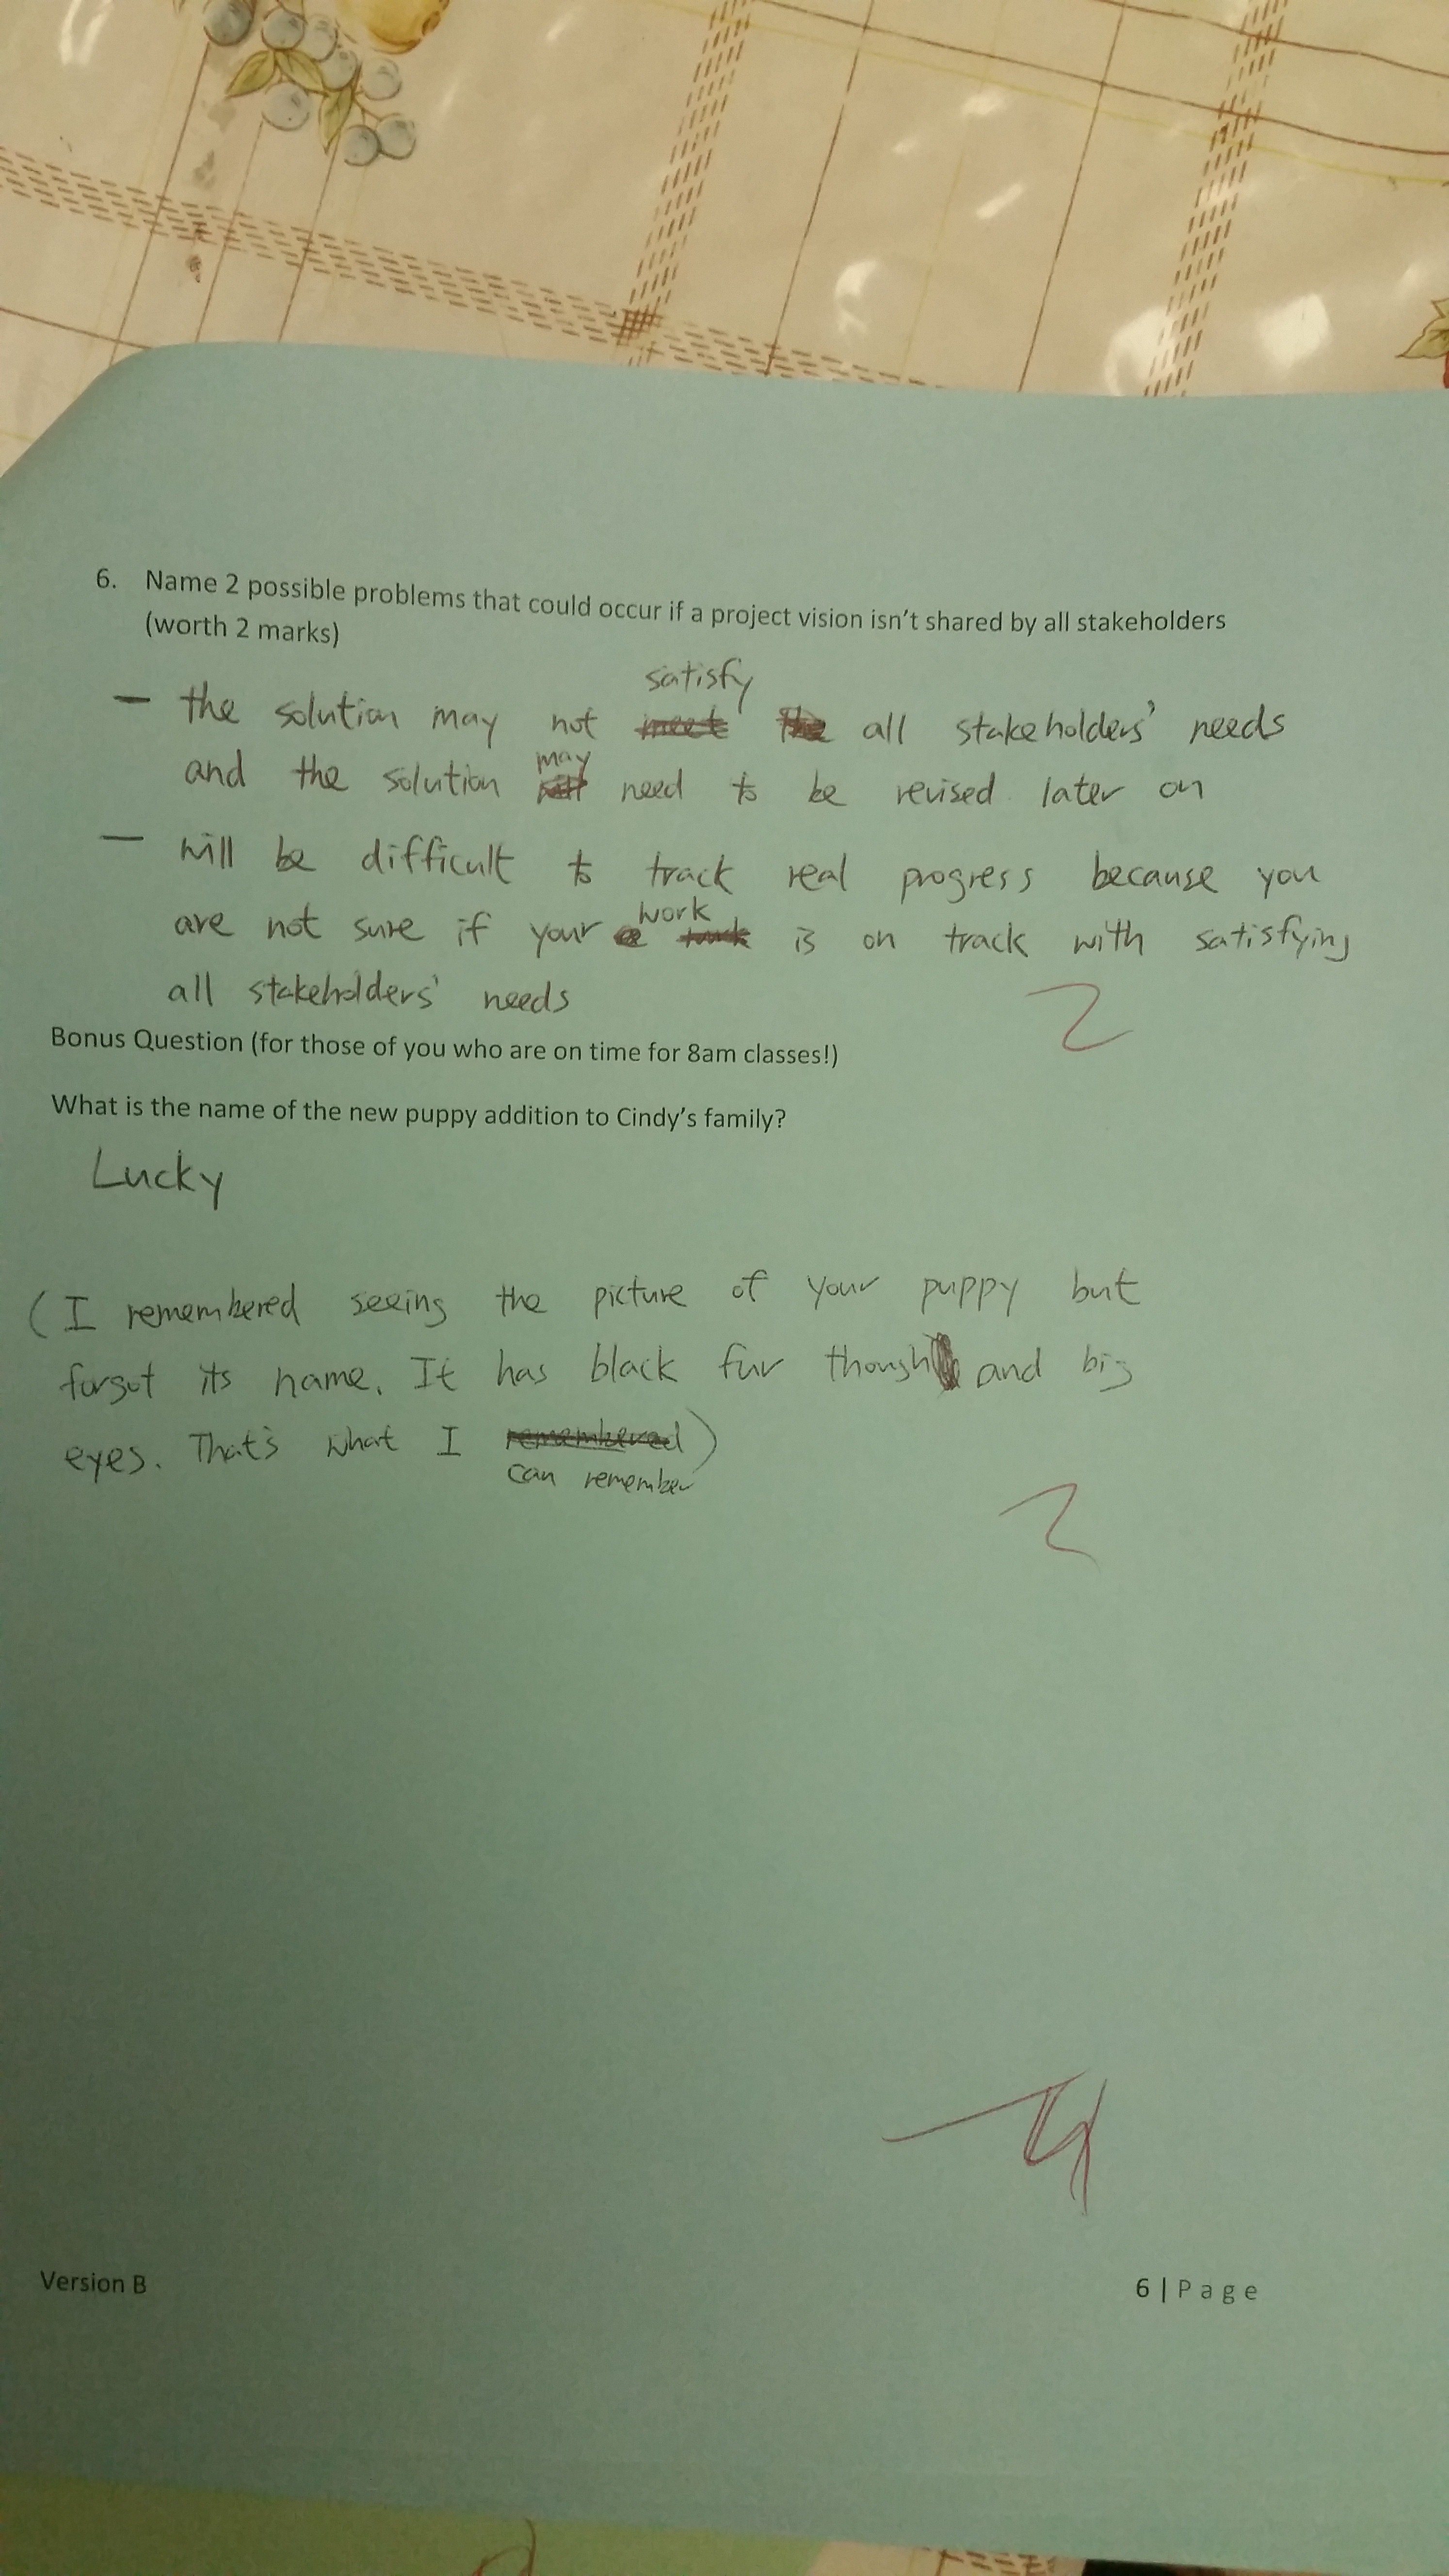 6. Name 2 possible problems that could occur if a project vision isn't shared by all stakeholders
(worth 2 marks)
satisfy
— the solution may not meet the all stakeholders' needs
may
and the solution will need to be revised later on
— will be difficult to track real progress because you
work
are not sure if your is on track with satisfying
all stakeholders' needs
2
Bonus Question (for those of you who are on time for 8am classes!)
What is the name of the new puppy addition to Cindy's family?
Lucky
(I remembered seeing the picture of your puppy but
forgot its name. It has black fur though and big
eyes. That's what I remembered)
can remember
2
4
Version B
6 | Page